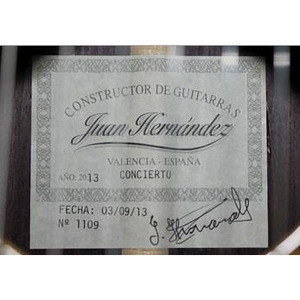 CONSTRUCTOR DE GUITARRAS
Juan Hernández
VALENCIA - ESPAÑA
AÑO: 2013 CONCIERTO
FECHA: 03/09/13
Nº 1109